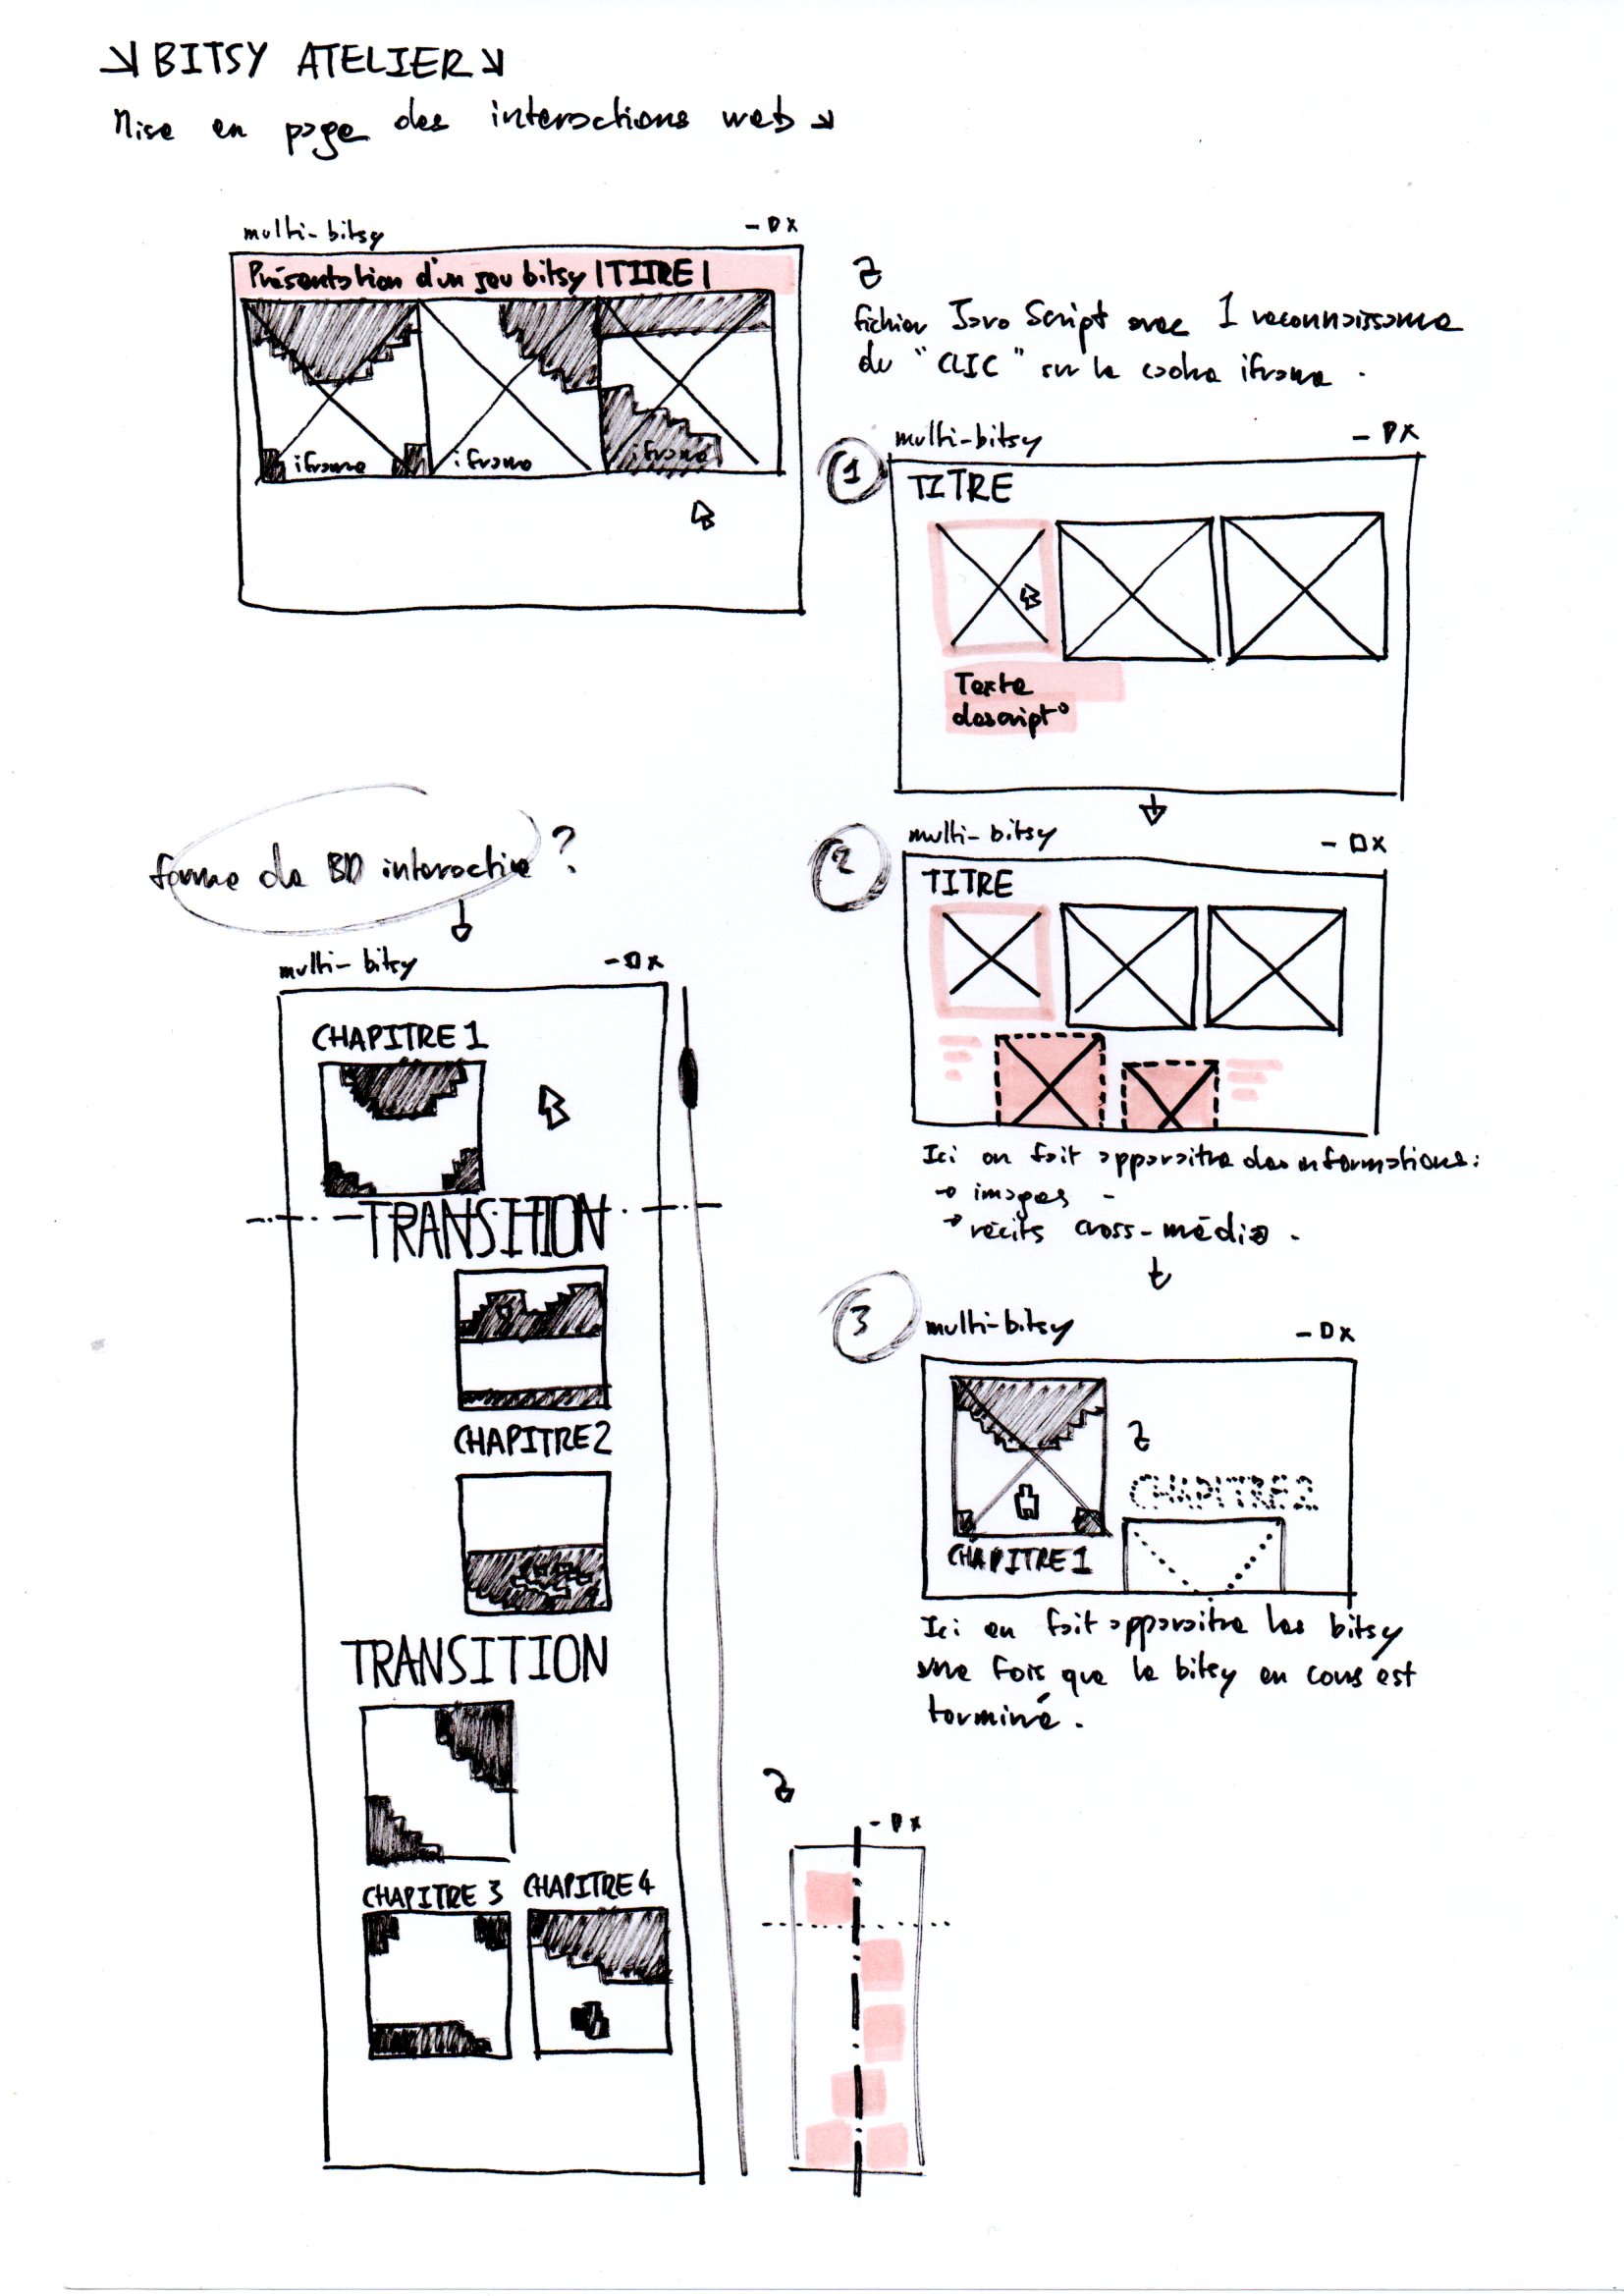 BITSY ATELIER
Mise en page des interactions web
multi-bitsy
Présentation d'un jeu bitsy |TITRE|
iframe iframe iframe
fichier Java Script avec 1 reconnaissance
du "CLIC" sur le cadre iframe.
1
multi-bitsy
TITRE
Texte
descript°
2
multi-bitsy
TITRE
Ici on fait apparaitre des informations:
→ images -
→ récits cross-média.
3
multi-bitsy
CHAPITRE 1
CHAPITRE 2
Ici on fait apparaitre les bitsy
une fois que le bitsy en cours est
terminé.
forme de BD interactive ?
multi-bitsy
CHAPITRE 1
TRANSITION
CHAPITRE 2
TRANSITION
CHAPITRE 3 CHAPITRE 4